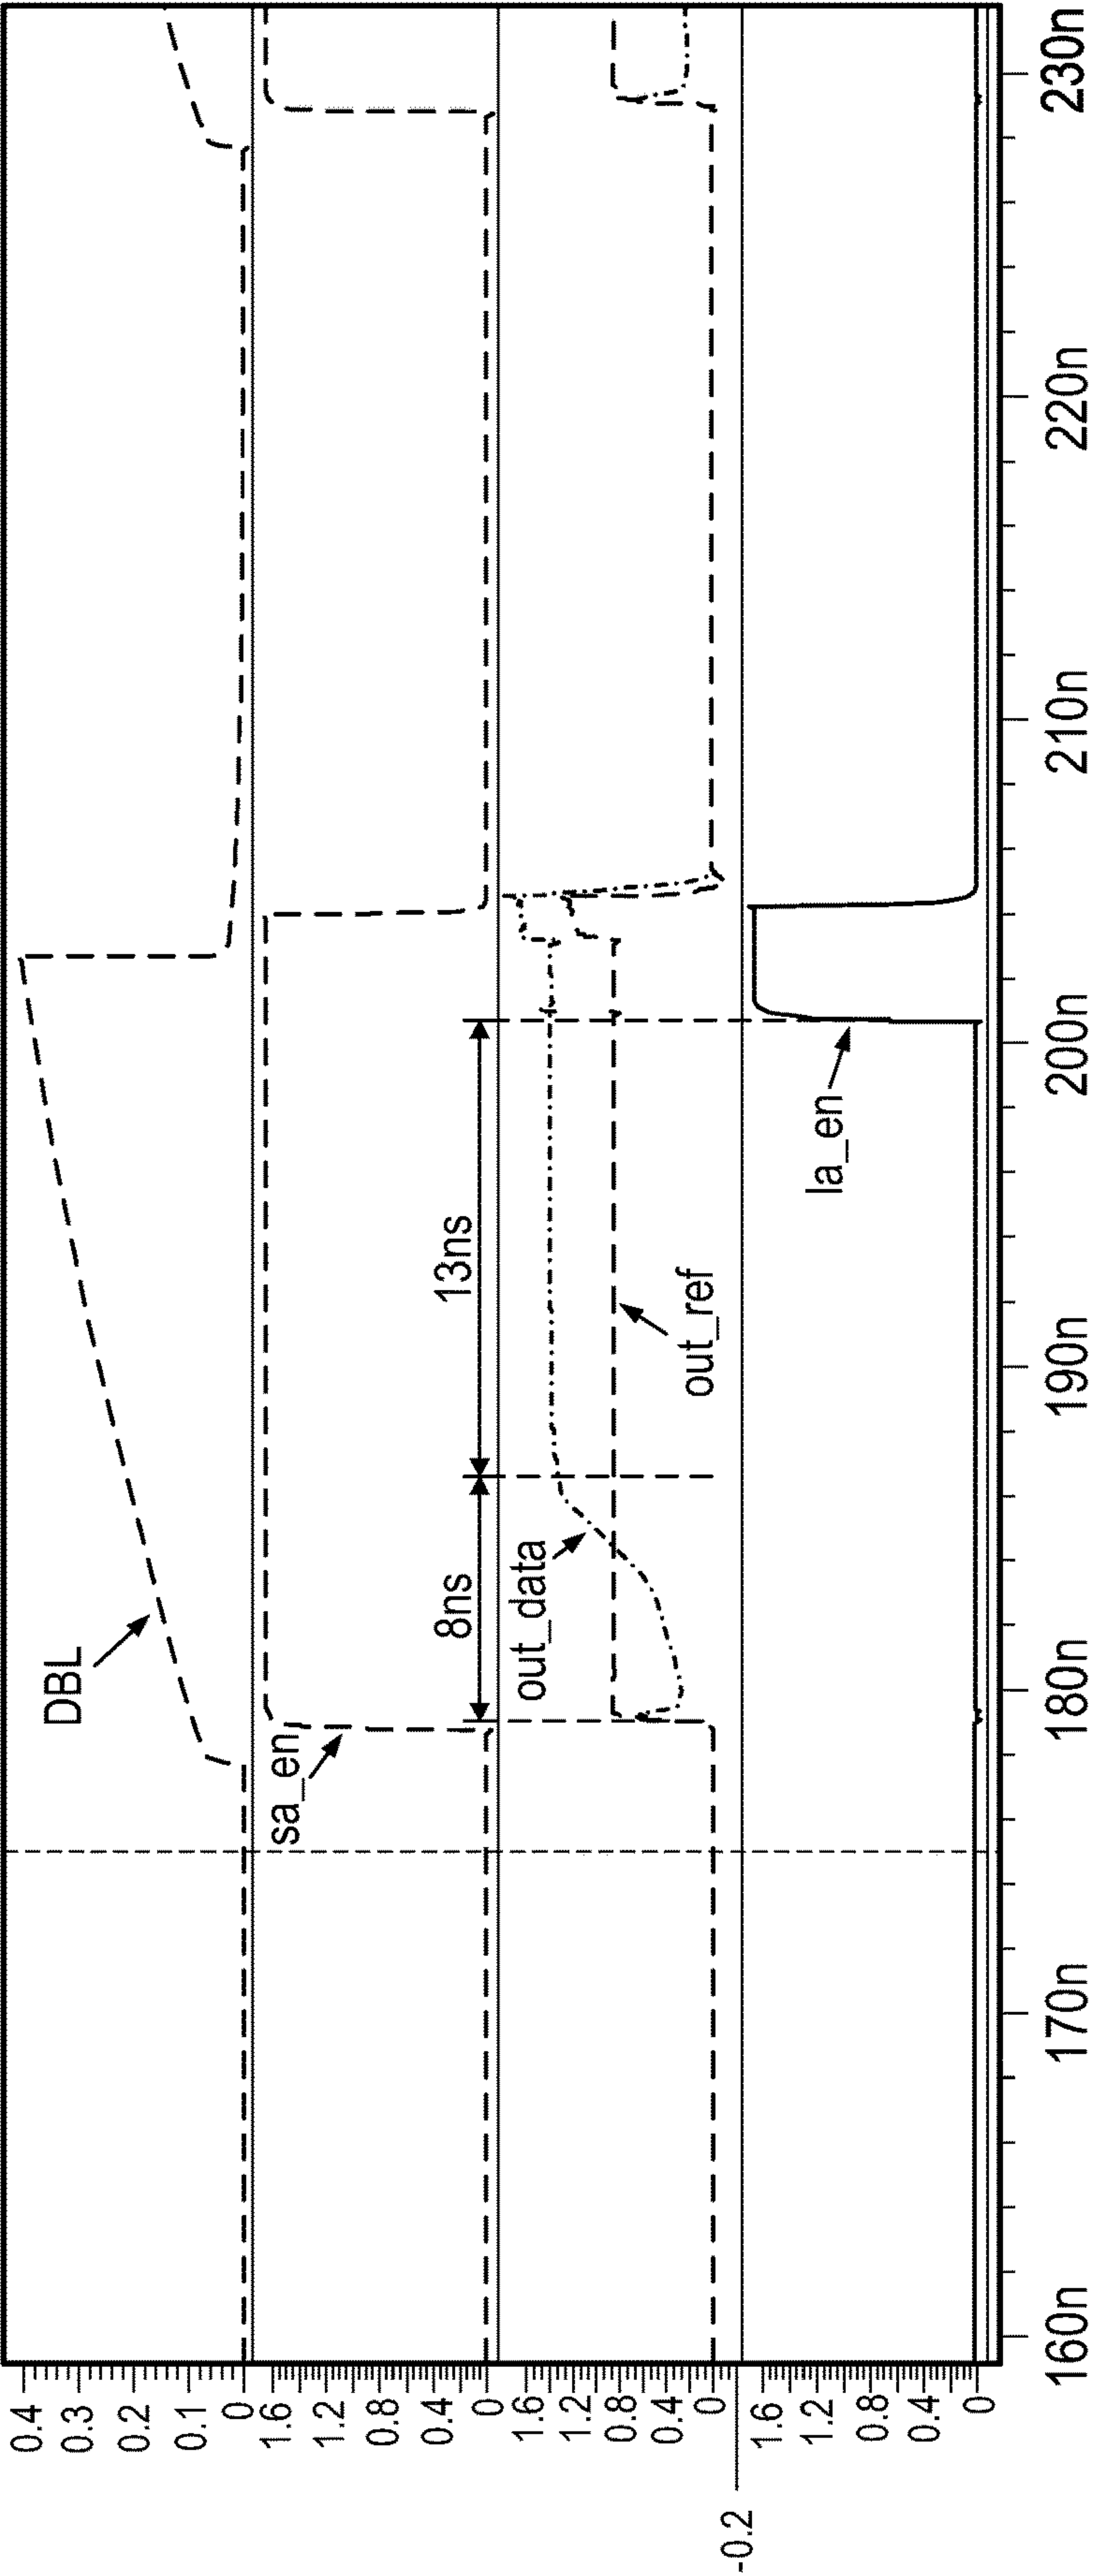 0.4
0.3
0.2
0.1
0
DBL
1.6
1.2
0.8
0.4
0
sa_en
8ns
13ns
1.6
1.2
0.8
0.4
0
-0.2
out_data
out_ref
1.6
1.2
0.8
0.4
0
la_en
160n
170n
180n
190n
200n
210n
220n
230n